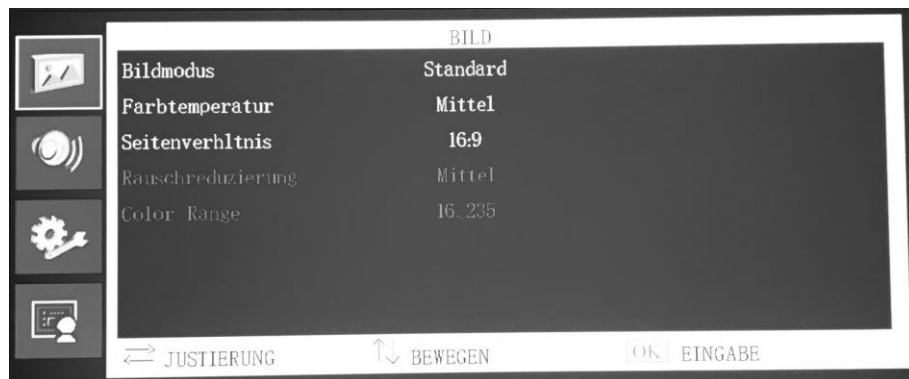 BILD
Bildmodus Standard
Farbtemperatur Mittel
Seitenverhltnis 16:9
Rauschreduzierung Mittel
Color Range 16~235
JUSTIERUNG BEWEGEN OK EINGABE